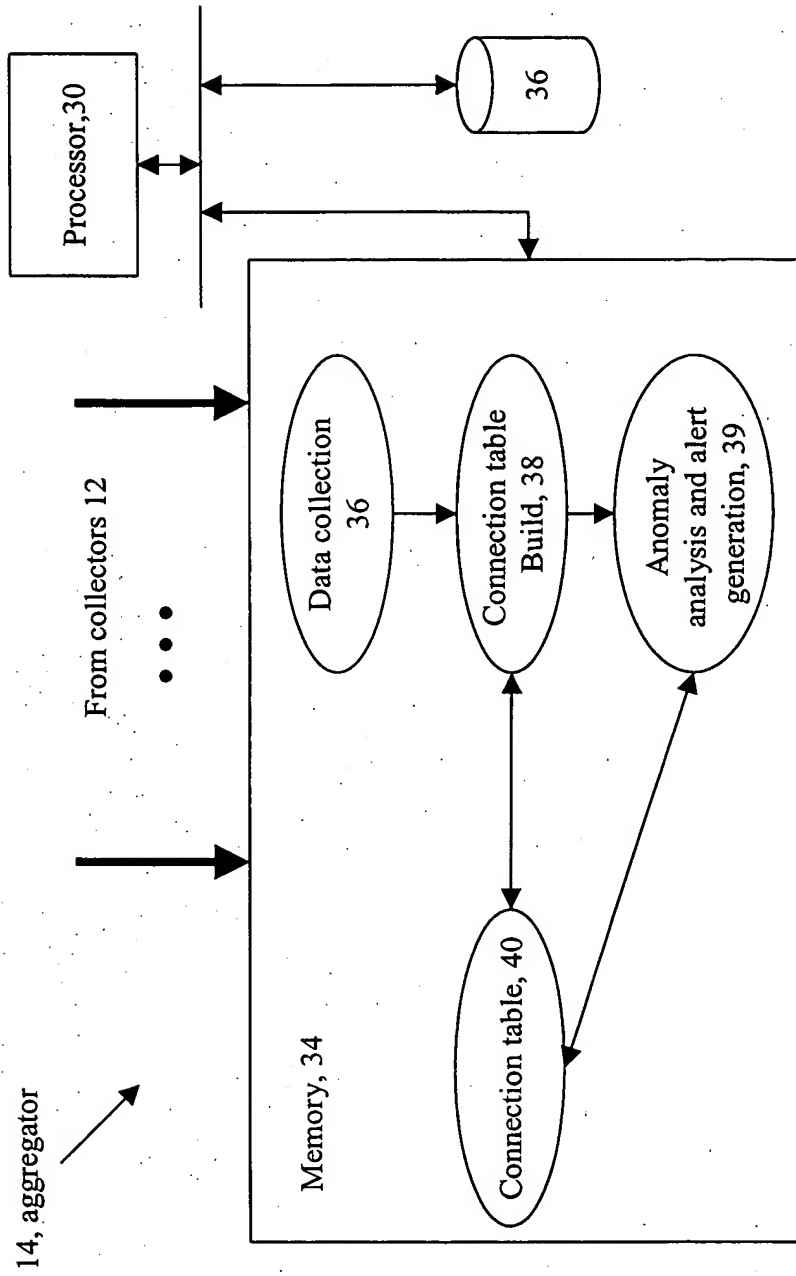 14, aggregator
From collectors 12
Processor,30
36
Memory, 34
Data collection
36
Connection table
Build, 38
Connection table, 40
Anomaly
analysis and alert
generation, 39